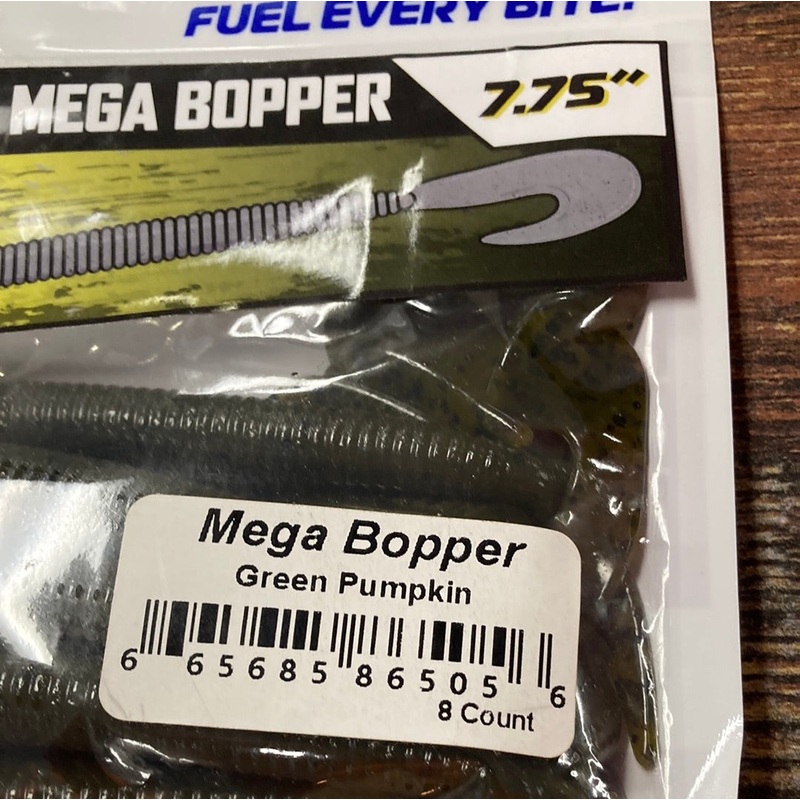 FUEL EVERY BITE!
MEGA BOPPER
7.75"
Mega Bopper
Green Pumpkin
6 65685 86505 6
8 Count